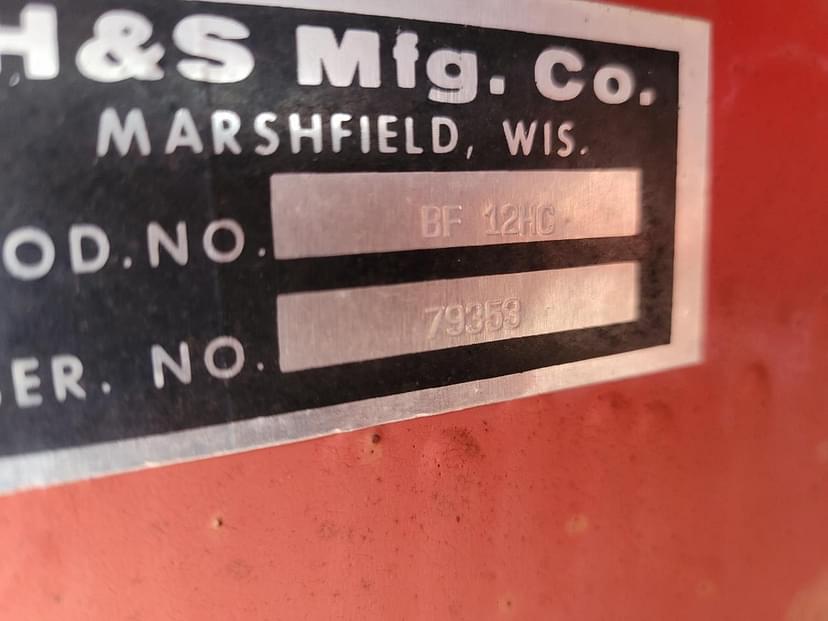 H&S Mfg. Co.
MARSHFIELD, WIS.
OD. NO. BF 12HC
ER. NO. 79353